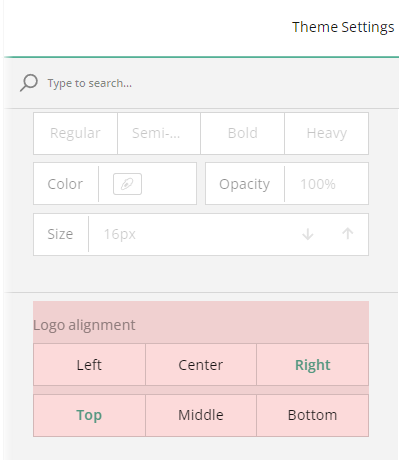 Theme Settings
Type to search...
Regular Semi-... Bold Heavy
Color Opacity 100%
Size 16px
Logo alignment
Left Center Right
Top Middle Bottom